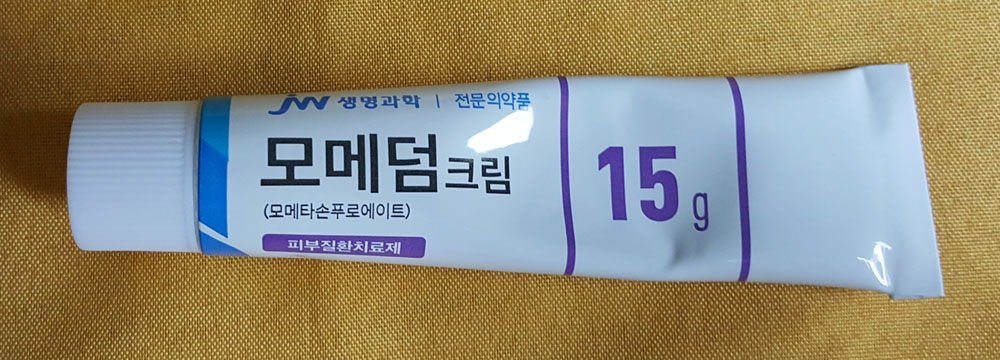 JW 생명과학 | 전문의약품
모메덤크림
(모메타손푸로에이트)
피부질환치료제
15g